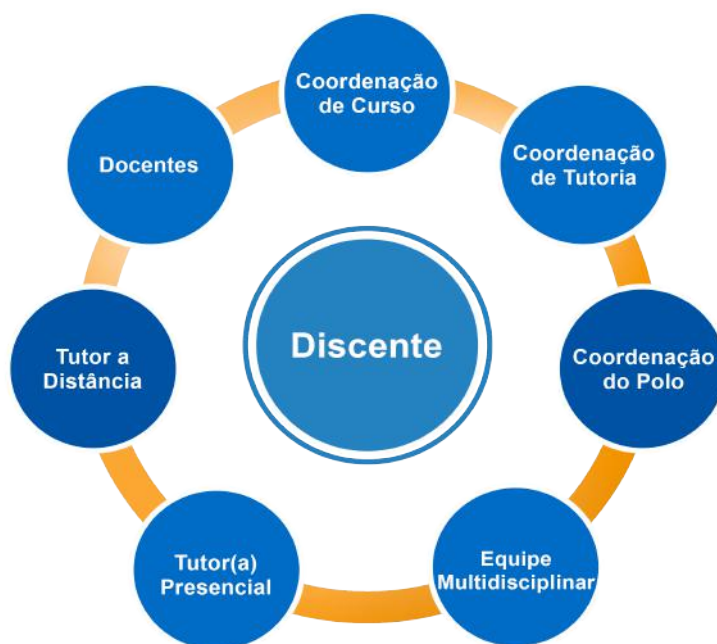 Coordenação
de Curso
Coordenação
de Tutoria
Coordenação
do Polo
Equipe
Multidisciplinar
Tutor(a)
Presencial
Tutor a
Distância
Docentes
Discente